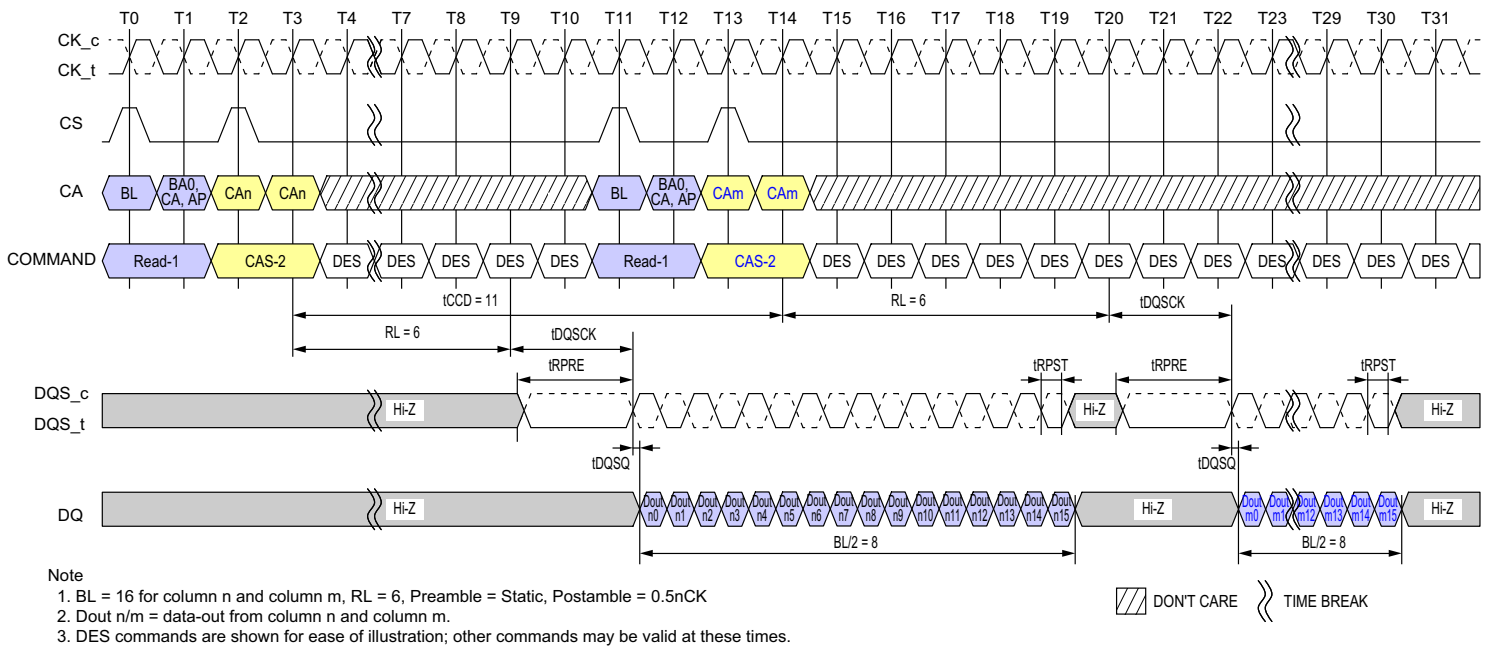 T0 T1 T2 T3 T4 T7 T8 T9 T10 T11 T12 T13 T14 T15 T16 T17 T18 T19 T20 T21 T22 T23 T29 T30 T31
CK_c
CK_t
CS
CA BL BA0, CA, AP CAn CAn BL BA0, CA, AP CAm CAm
COMMAND Read-1 CAS-2 DES DES DES DES DES Read-1 CAS-2 DES DES DES DES DES DES DES DES DES DES DES DES
tCCD = 11 RL = 6 tDQSCK
RL = 6 tDQSCK
tRPRE tRPST tRPRE tRPST
DQS_c
DQS_t
Hi-Z Hi-Z Hi-Z
tDQSQ tDQSQ
DQ Hi-Z Dout n0 Dout n1 Dout n2 Dout n3 Dout n4 Dout n5 Dout n6 Dout n7 Dout n8 Dout n9 Dout n10 Dout n11 Dout n12 Dout n13 Dout n14 Dout n15 Hi-Z Dout m0 Dout m1 Dout m12 Dout m13 Dout m14 Dout m15 Hi-Z
BL/2 = 8 BL/2 = 8
Note
1. BL = 16 for column n and column m, RL = 6, Preamble = Static, Postamble = 0.5nCK
2. Dout n/m = data-out from column n and column m.
3. DES commands are shown for ease of illustration; other commands may be valid at these times.
DON'T CARE TIME BREAK